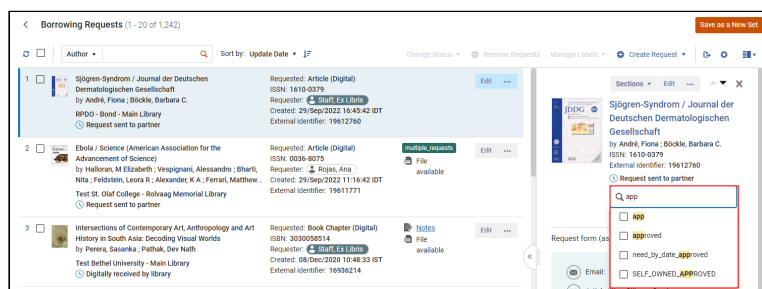 Borrowing Requests (1 - 20 of 1,242)
Save as a New Set
Author
Sort by: Update Date
Change Status
Remove Requests
Manage Labels
Create Request
1
Sjögren-Syndrom / Journal der Deutschen
Dermatologischen Gesellschaft
by André, Fiona ; Böckle, Barbara C.
RPDO - Bond - Main Library
Request sent to partner
Requested: Article (Digital)
ISSN: 1610-0379
Requester: Staff, Ex Libris
Created: 29/Sep/2022 16:45:42 IDT
External identifier: 19612760
Edit
2
Ebola / Science (American Association for the
Advancement of Science)
by Halloran, M Elizabeth ; Vespignani, Alessandro ; Bharti,
Nita ; Feldstein, Leora R ; Alexander, K A ; Ferrari, Matthew...
Test St. Olaf College - Rolvaag Memorial Library
Request sent to partner
Requested: Article (Digital)
ISSN: 0036-8075
Requester: Rojas, Ana
Created: 29/Sep/2022 11:16:42 IDT
External identifier: 19611771
multiple_requests
File
available
Edit
3
Intersections of Contemporary Art, Anthropology and Art
History in South Asia: Decoding Visual Worlds
by Perera, Sasanka ; Pathak, Dev Nath
Test Bethel University - Main Library
Digitally received by library
Requested: Book Chapter (Digital)
ISBN: 3030058514
Requester: Staff, Ex Libris
Created: 08/Dec/2020 10:48:33 IST
External identifier: 16936214
Notes
File
available
Edit
Sections
Edit
JDDG
Sjögren-Syndrom / Journal der
Deutschen Dermatologischen
Gesellschaft
by André, Fiona ; Böckle, Barbara C.
ISSN: 1610-0379
External identifier: 19612760
Request sent to partner
app
app
approved
need_by_date_approved
SELF_OWNED_APPROVED
Request form (as
Email: